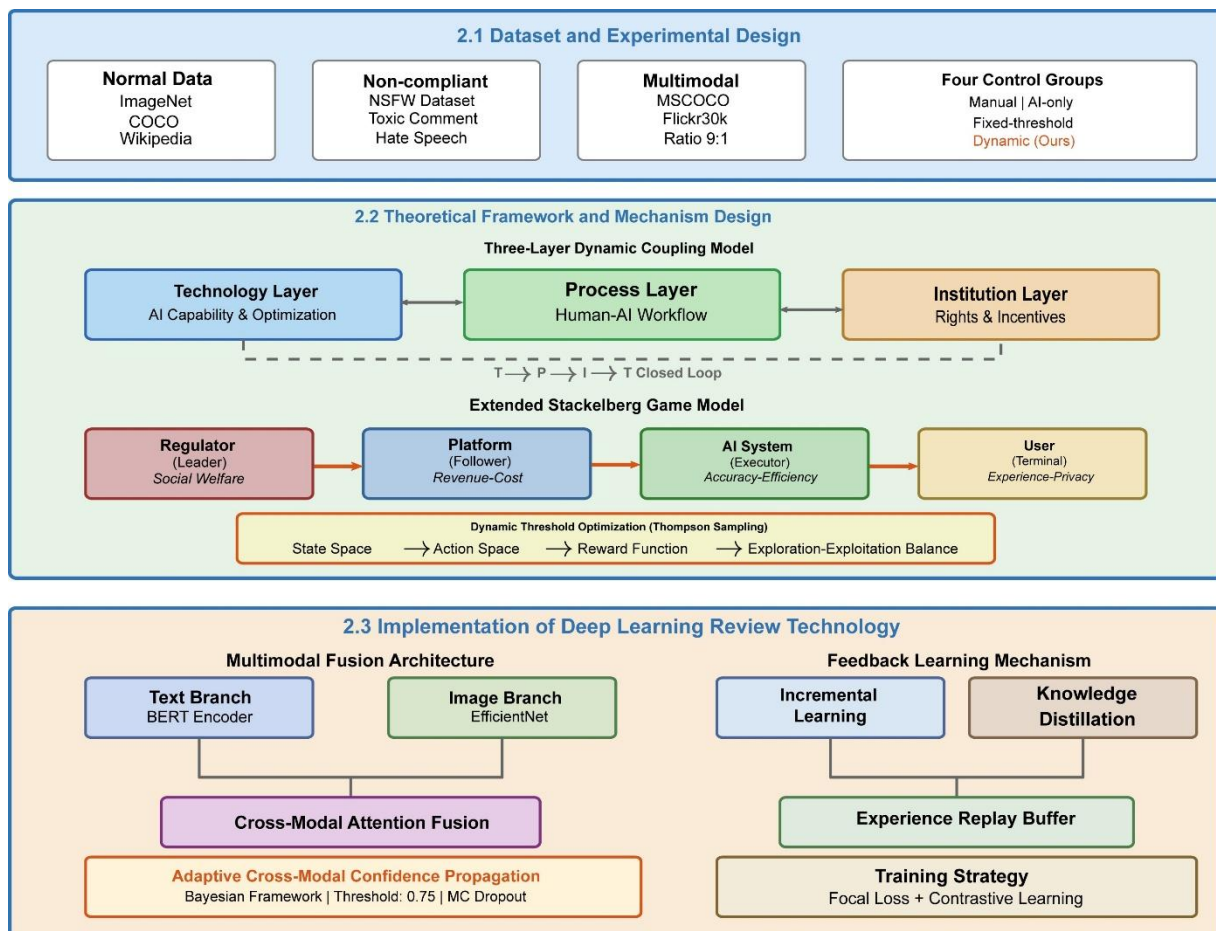 2.1 Dataset and Experimental Design
Normal Data
ImageNet
COCO
Wikipedia
Non-compliant
NSFW Dataset
Toxic Comment
Hate Speech
Multimodal
MSCOCO
Flickr30k
Ratio 9:1
Four Control Groups
Manual | AI-only
Fixed-threshold
Dynamic (Ours)
2.2 Theoretical Framework and Mechanism Design
Three-Layer Dynamic Coupling Model
Technology Layer
AI Capability & Optimization
Process Layer
Human-AI Workflow
Institution Layer
Rights & Incentives
T → P → I → T Closed Loop
Extended Stackelberg Game Model
Regulator
(Leader)
Social Welfare
Platform
(Follower)
Revenue-Cost
AI System
(Executor)
Accuracy-Efficiency
User
(Terminal)
Experience-Privacy
Dynamic Threshold Optimization (Thompson Sampling)
State Space → Action Space → Reward Function → Exploration-Exploitation Balance
2.3 Implementation of Deep Learning Review Technology
Multimodal Fusion Architecture
Text Branch
BERT Encoder
Image Branch
EfficientNet
Cross-Modal Attention Fusion
Adaptive Cross-Modal Confidence Propagation
Bayesian Framework | Threshold: 0.75 | MC Dropout
Feedback Learning Mechanism
Incremental
Learning
Knowledge
Distillation
Experience Replay Buffer
Training Strategy
Focal Loss + Contrastive Learning